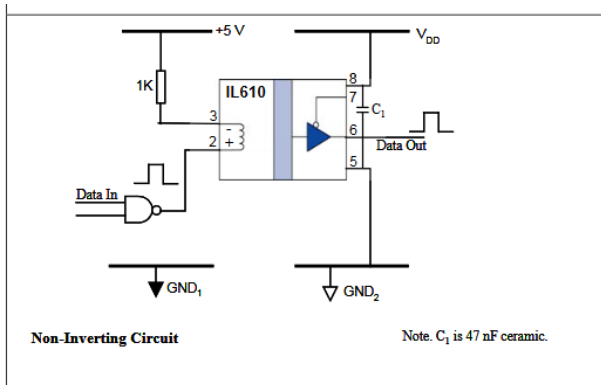 +5 V
V_DD
1K
IL610
8
7
C₁
3
-
2
+
6
Data Out
5
Data In
GND₁
GND₂
Non-Inverting Circuit
Note. C₁ is 47 nF ceramic.